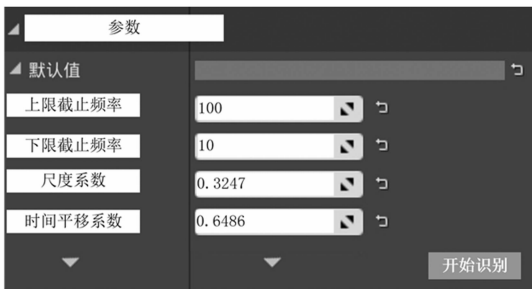 参数
默认值
上限截止频率 100
下限截止频率 10
尺度系数 0.3247
时间平移系数 0.6486
开始识别